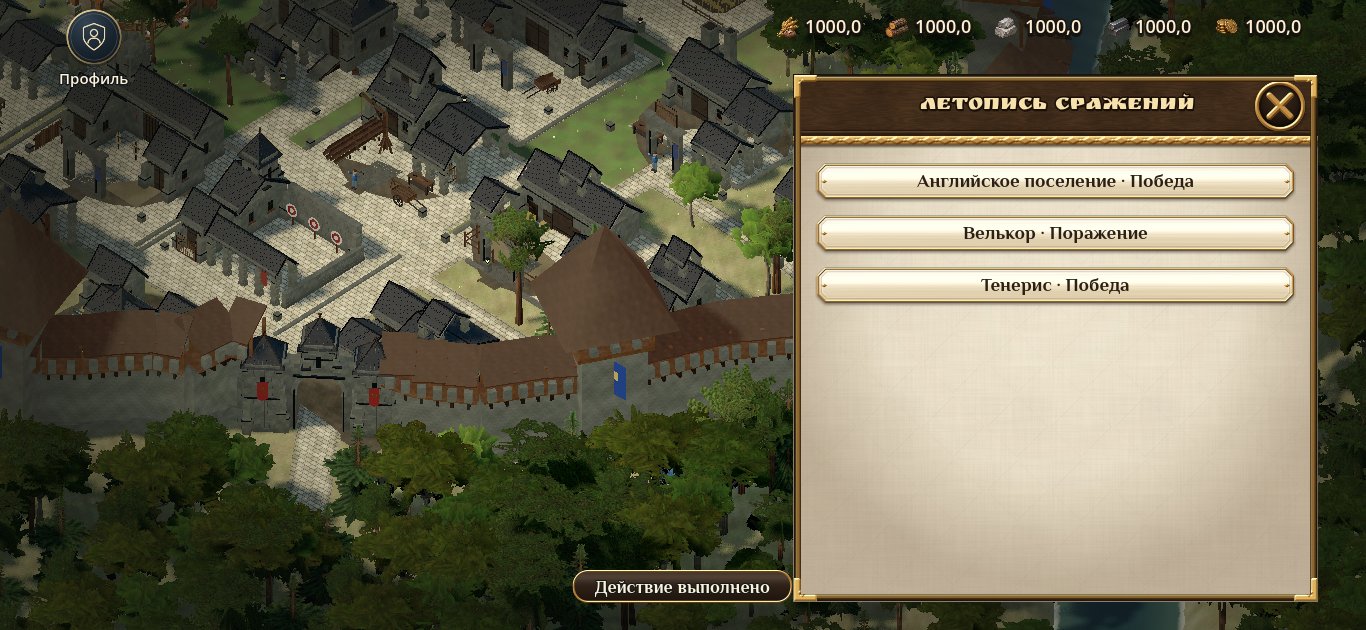 Профиль
1000,0 1000,0 1000,0 1000,0 1000,0
ЛЕТОПИСЬ СРАЖЕНИЙ
Английское поселение · Победа
Велькор · Поражение
Тенерис · Победа
Действие выполнено